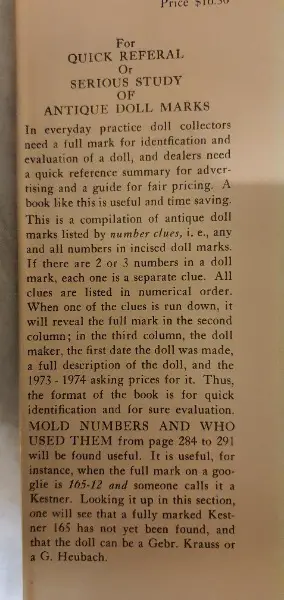 Price $10.50
For
QUICK REFERAL
Or
SERIOUS STUDY
OF
ANTIQUE DOLL MARKS
In everyday practice doll collectors
need a full mark for identfication and
evaluation of a doll, and dealers need
a quick reference summary for adver-
tising and a guide for fair pricing. A
book like this is useful and time saving.
This is a compilation of antique doll
marks listed by number clues, i. e., any
and all numbers in incised doll marks.
If there are 2 or 3 numbers in a doll
mark, each one is a separate clue. All
clues are listed in numerical order.
When one of the clues is run down, it
will reveal the full mark in the second
column; in the third column, the doll
maker, the first date the doll was made,
a full description of the doll, and the
1973 - 1974 asking prices for it. Thus,
the format of the book is for quick
identification and for sure evaluation.
MOLD NUMBERS AND WHO
USED THEM from page 284 to 291
will be found useful. It is useful, for
instance, when the full mark on a goo-
glie is 165-12 and someone calls it a
Kestner. Looking it up in this section,
one will see that a fully marked Kest-
ner 165 has not yet been found, and
that the doll can be a Gebr. Krauss or
a G. Heubach.